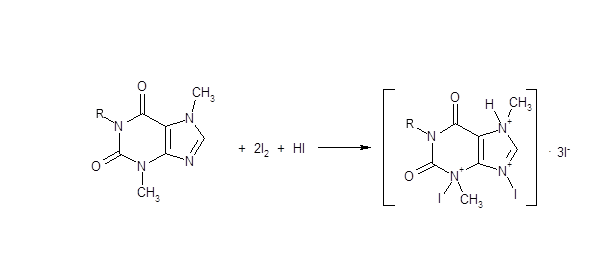 O
CH₃
R
N
N
O
N
N
CH₃
+ 2I₂ + HI
O
H
CH₃
R
N
N⁺
O
N⁺
N⁺
I
CH₃
I
· 3I⁻